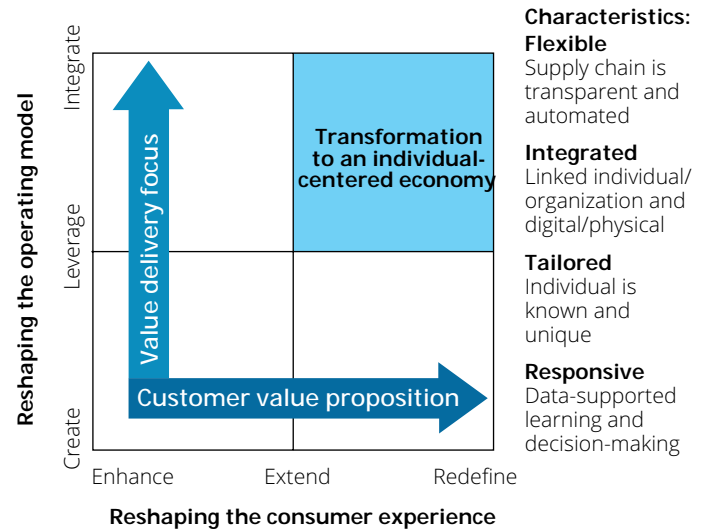 Reshaping the operating model
Integrate
Leverage
Create
Value delivery focus
Transformation
to an individual-
centered economy
Customer value proposition
Enhance
Extend
Redefine
Reshaping the consumer experience
Characteristics:
Flexible
Supply chain is
transparent and
automated
Integrated
Linked individual/
organization and
digital/physical
Tailored
Individual is
known and
unique
Responsive
Data-supported
learning and
decision-making